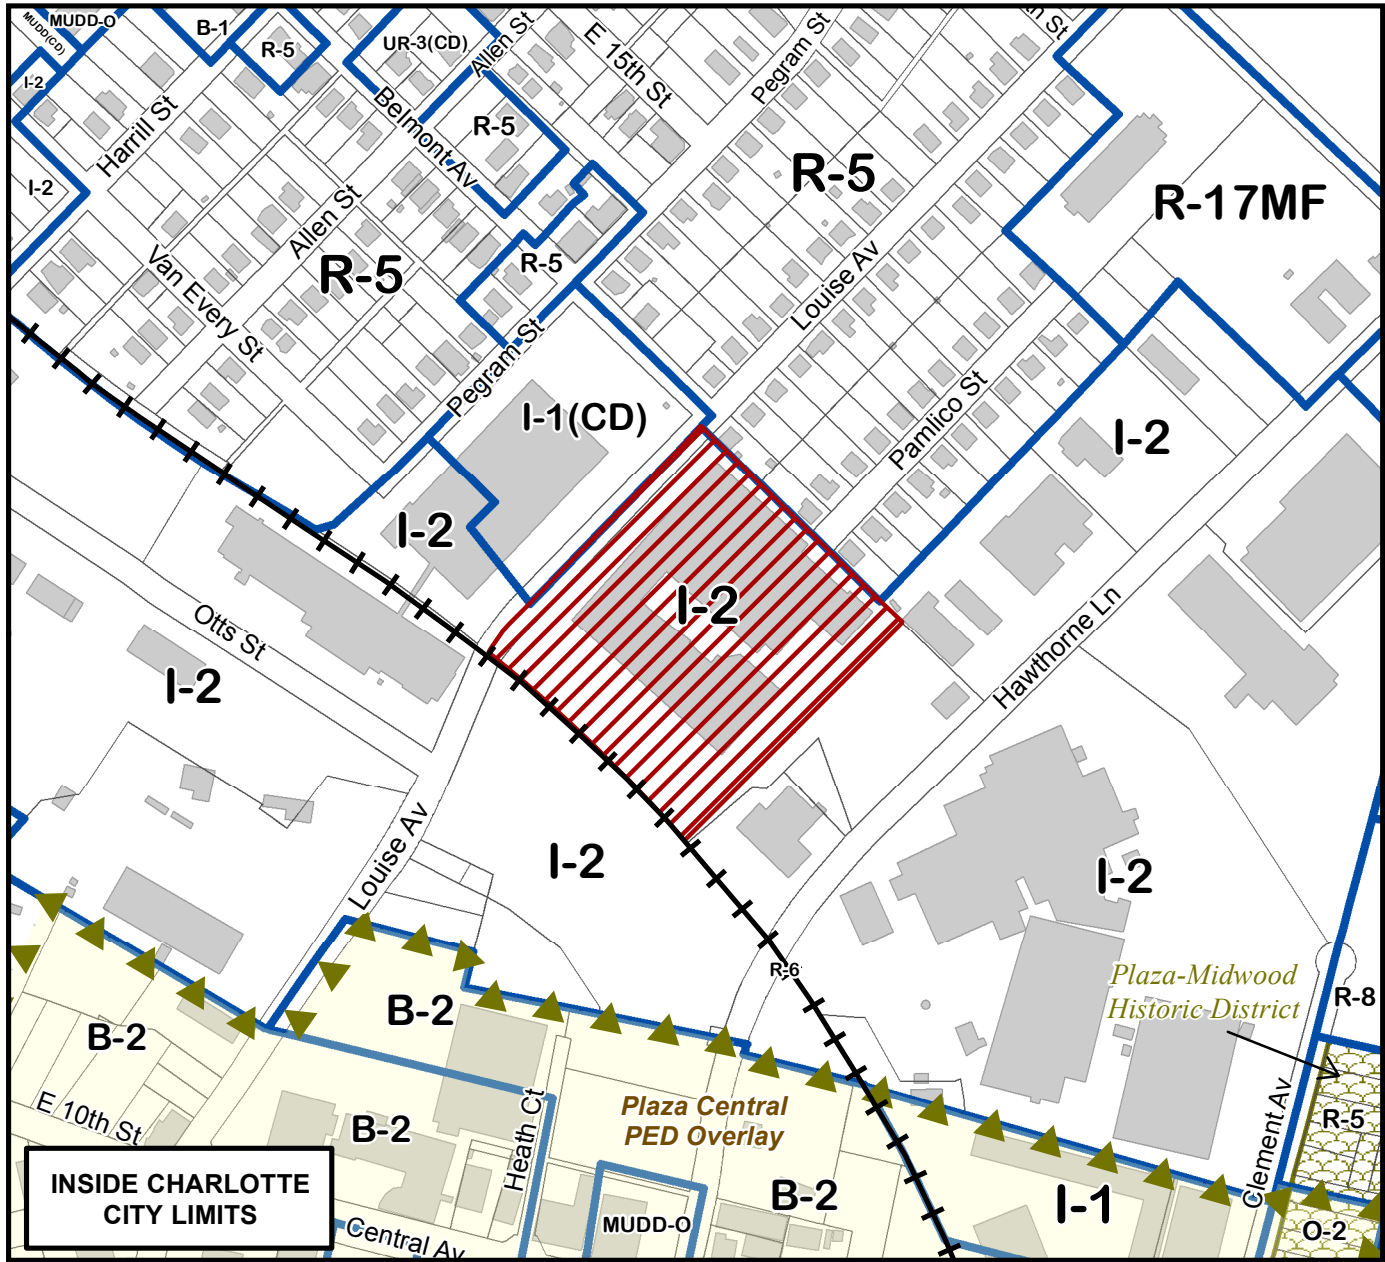 MUDD-O
MUDD(CD)
B-1
R-5
UR-3(CD)
Allen St
E 15th St
Pegram St
th St
I-2
Harrill St
Belmont Av
R-5
R-5
R-17MF
I-2
Allen St
Van Every St
R-5
R-5
Louise Av
Pegram St
I-1(CD)
Pamlico St
I-2
I-2
I-2
Otts St
I-2
Hawthorne Ln
Louise Av
I-2
I-2
R-6
Plaza-Midwood
Historic District
R-8
B-2
B-2
Plaza Central
PED Overlay
E 10th St
B-2
Heath Ct
R-5
Clement Av
B-2
I-1
MUDD-O
O-2
Central Av
INSIDE CHARLOTTE
CITY LIMITS